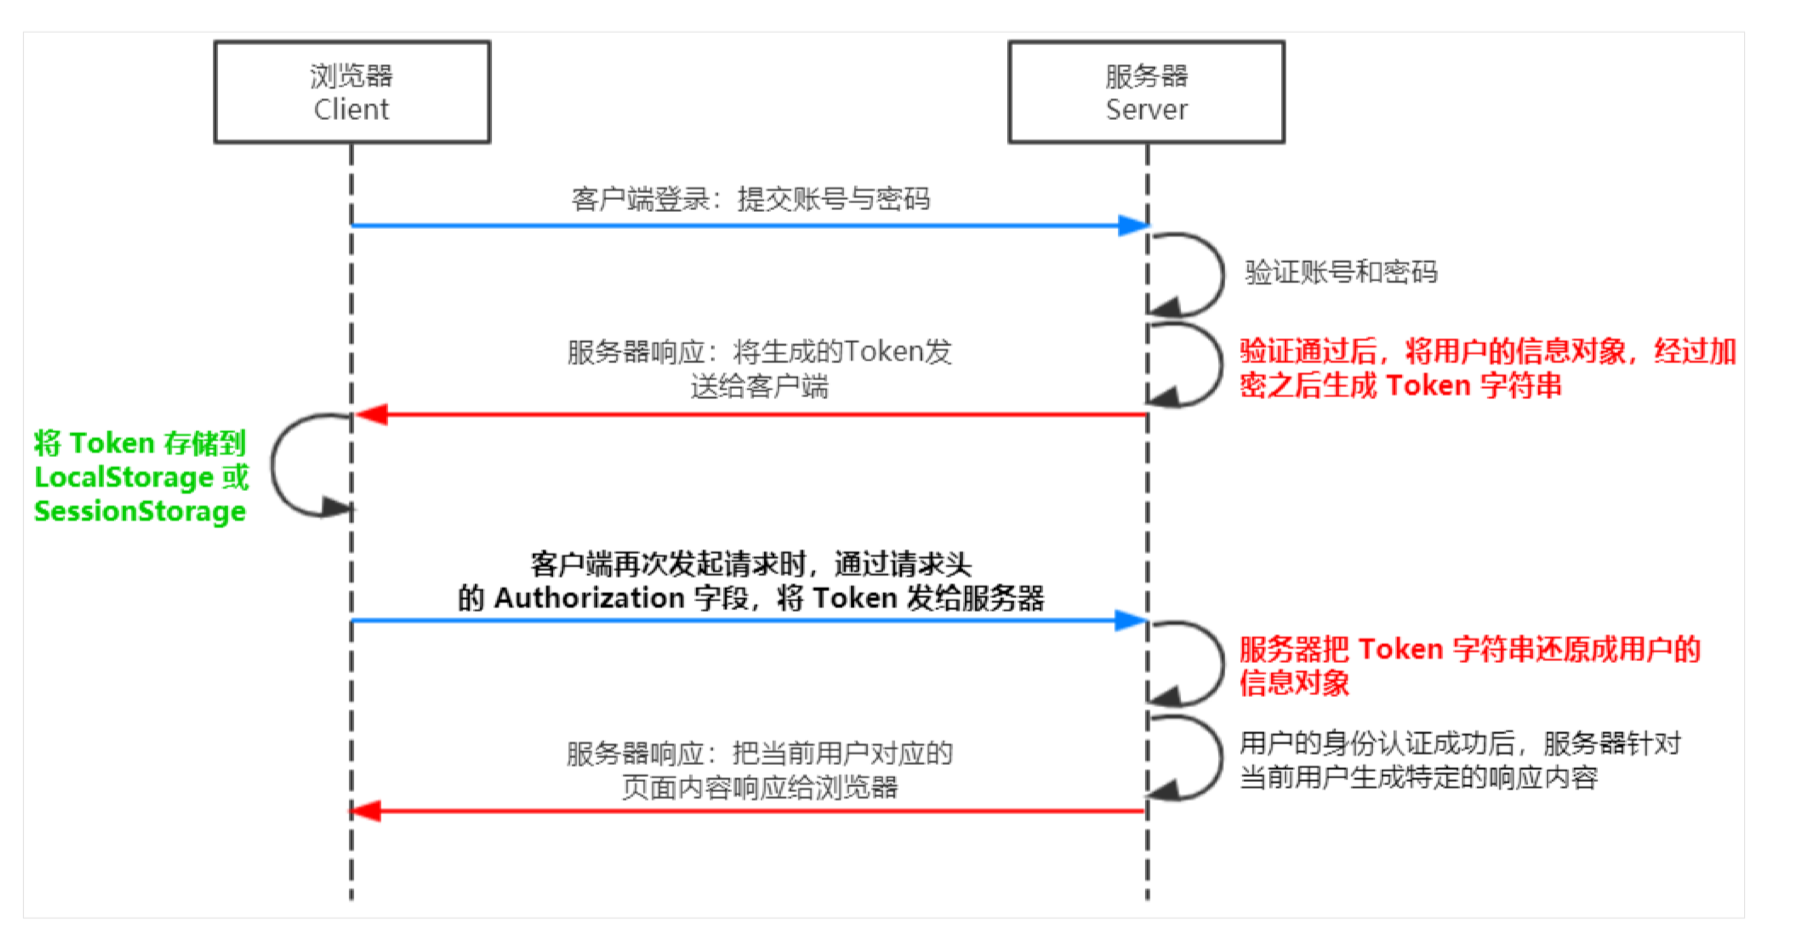 浏览器
Client
服务器
Server
客户端登录：提交账号与密码
验证账号和密码
验证通过后，将用户的信息对象，经过加
密之后生成 Token 字符串
服务器响应：将生成的Token发
送给客户端
将 Token 存储到
LocalStorage 或
SessionStorage
客户端再次发起请求时，通过请求头
的 Authorization 字段，将 Token 发给服务器
服务器把 Token 字符串还原成用户的
信息对象
用户的身份认证成功后，服务器针对
当前用户生成特定的响应内容
服务器响应：把当前用户对应的
页面内容响应给浏览器